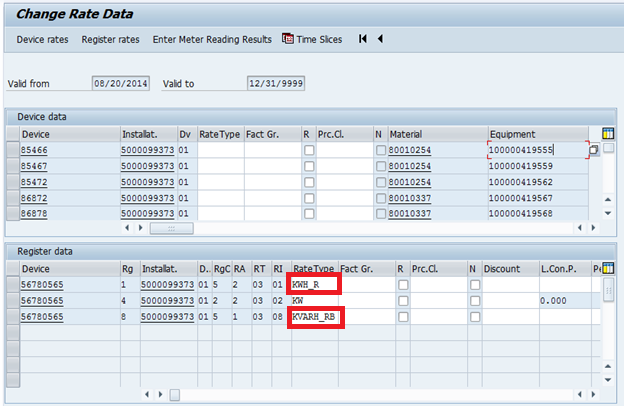 Change Rate Data
Device rates Register rates Enter Meter Reading Results Time Slices
Valid from 08/20/2014 Valid to 12/31/9999
Device data
Device Installat. Dv RateType Fact Gr. R Prc.Cl. N Material Equipment
85466 5000099373 01 80010254 100000419555
85467 5000099373 01 80010254 100000419559
85472 5000099373 01 80010254 100000419562
86872 5000099373 01 80010337 100000419567
86878 5000099373 01 80010337 100000419568
Register data
Device Rg Installat. D.. RgC RA RT RI RateType Fact Gr. R Prc.Cl. N Discount L.Con.P. Pe
56780565 1 5000099373 01 5 2 03 01 KWH_R
56780565 4 5000099373 01 2 2 03 02 KW 0.000
56780565 8 5000099373 01 5 1 03 08 KVARH_RB